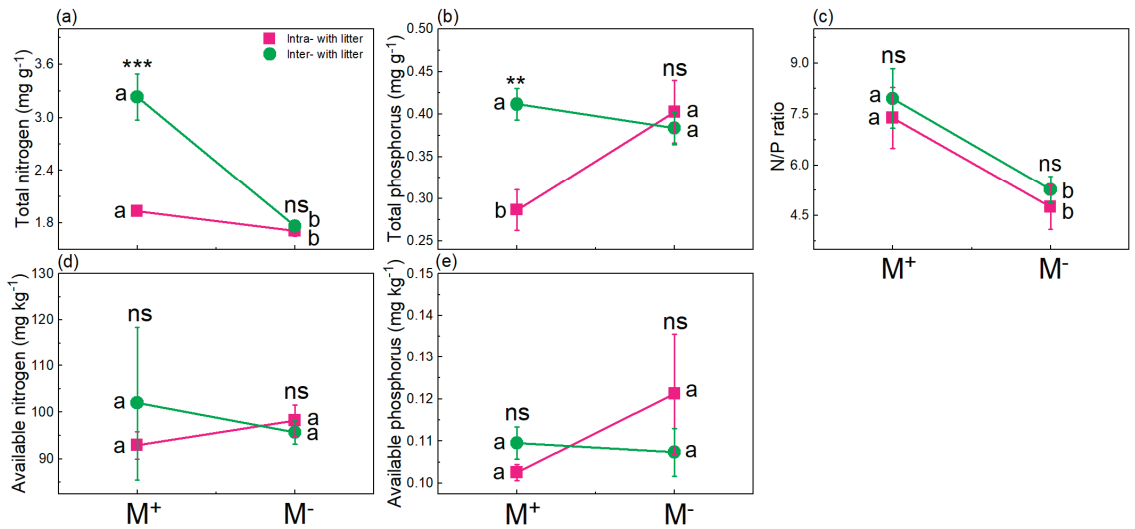 (a)
Total nitrogen (mg g⁻¹)
3.6
3.0
2.4
1.8
Intra- with litter
Inter- with litter
***
a
a
ns
b
b
(b)
Total phosphorus (mg g⁻¹)
0.50
0.45
0.40
0.35
0.30
0.25
**
a
b
ns
a
a
(c)
N/P ratio
9.0
7.5
6.0
4.5
ns
a
a
ns
b
b
M⁺
M⁻
(d)
Available nitrogen (mg kg⁻¹)
130
120
110
100
90
ns
a
a
ns
a
a
M⁺
M⁻
(e)
Available phosphorus (mg kg⁻¹)
0.15
0.14
0.13
0.12
0.11
0.10
ns
a
a
ns
a
a
M⁺
M⁻